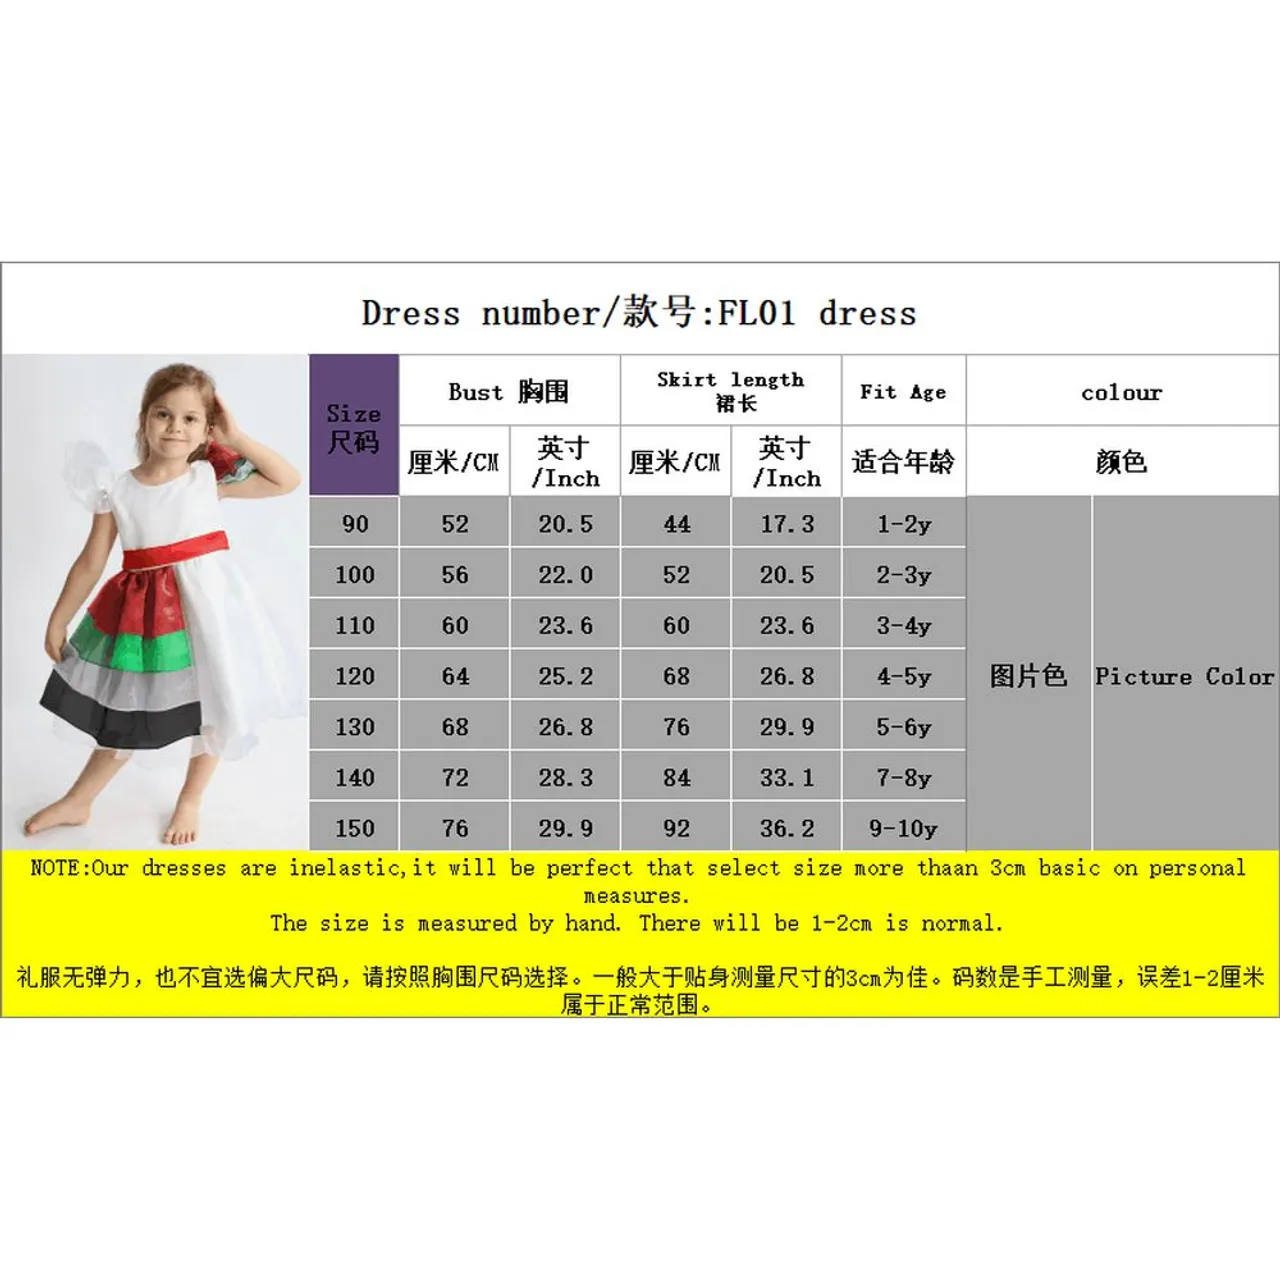 Dress number/款号:FL01 dress
Size
尺码
Bust 胸围
Skirt length
裙长
Fit Age
colour
厘米/CM
英寸
/Inch
厘米/CM
英寸
/Inch
适合年龄
颜色
90 52 20.5 44 17.3 1-2y
100 56 22.0 52 20.5 2-3y
110 60 23.6 60 23.6 3-4y
120 64 25.2 68 26.8 4-5y
130 68 26.8 76 29.9 5-6y
140 72 28.3 84 33.1 7-8y
150 76 29.9 92 36.2 9-10y
图片色 Picture Color
NOTE:Our dresses are inelastic,it will be perfect that select size more thaan 3cm basic on personal
measures.
The size is measured by hand. There will be 1-2cm is normal.
礼服无弹力，也不宜选偏大尺码，请按照胸围尺码选择。一般大于贴身测量尺寸的3cm为佳。码数是手工测量，误差1-2厘米
属于正常范围。